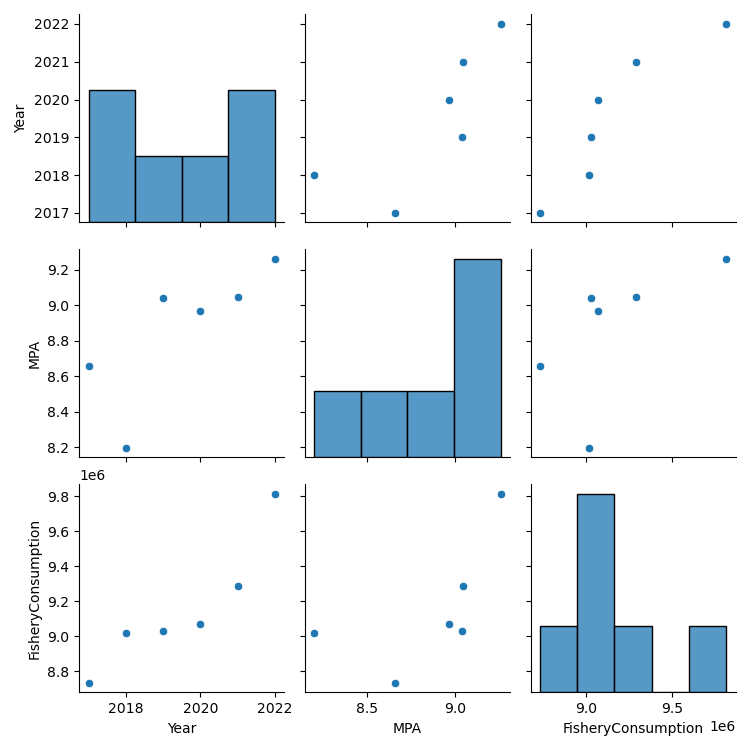 2022
2021
2020
2019
2018
2017
Year
9.2
9.0
8.8
8.6
8.4
8.2
MPA
1e6
9.8
9.6
9.4
9.2
9.0
8.8
FisheryConsumption
2018 2020 2022
Year
8.5 9.0
MPA
9.0 9.5
FisheryConsumption 1e6